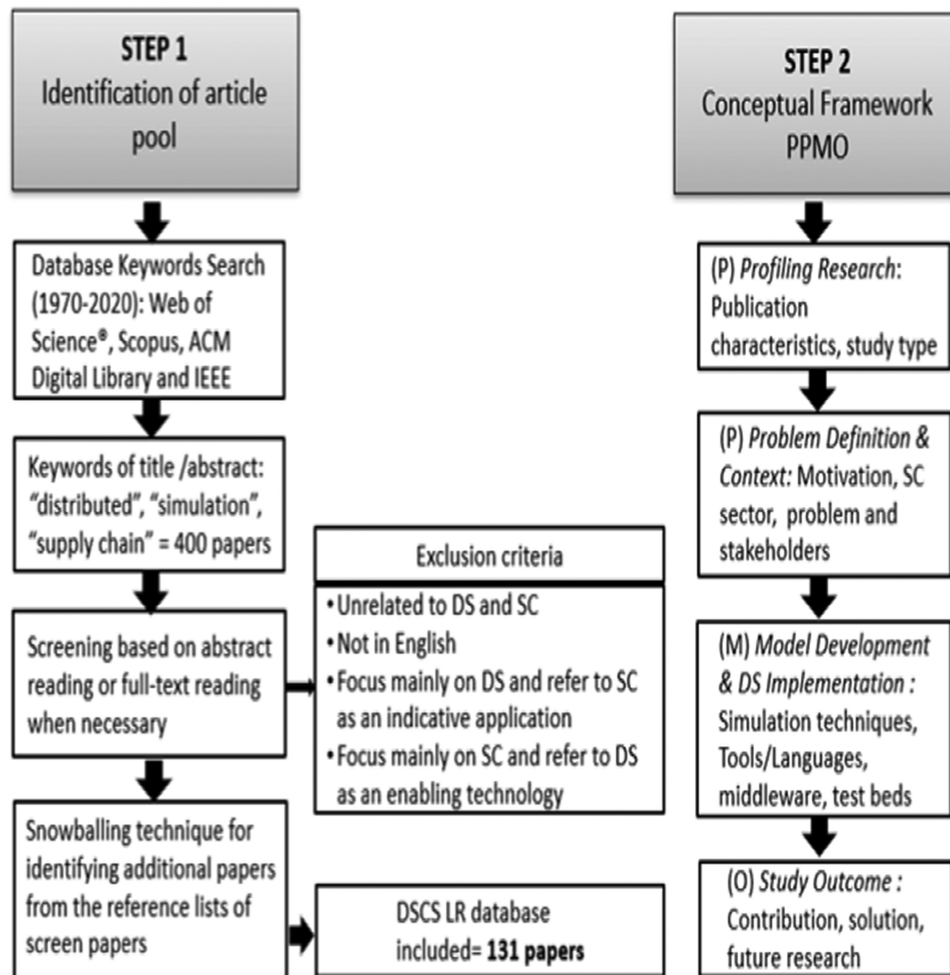 STEP 1
Identification of article
pool
Database Keywords Search
(1970-2020): Web of
Science®, Scopus, ACM
Digital Library and IEEE
Keywords of title /abstract:
“distributed”, “simulation”,
“supply chain” = 400 papers
Screening based on abstract
reading or full-text reading
when necessary
Exclusion criteria
•Unrelated to DS and SC
•Not in English
•Focus mainly on DS and refer to SC
as an indicative application
•Focus mainly on SC and refer to DS
as an enabling technology
Snowballing technique for
identifying additional papers
from the reference lists of
screen papers
DSCS LR database
included= 131 papers
STEP 2
Conceptual Framework
PPMO
(P) Profiling Research:
Publication
characteristics, study type
(P) Problem Definition &
Context: Motivation, SC
sector, problem and
stakeholders
(M) Model Development
& DS Implementation :
Simulation techniques,
Tools/Languages,
middleware, test beds
(O) Study Outcome :
Contribution, solution,
future research